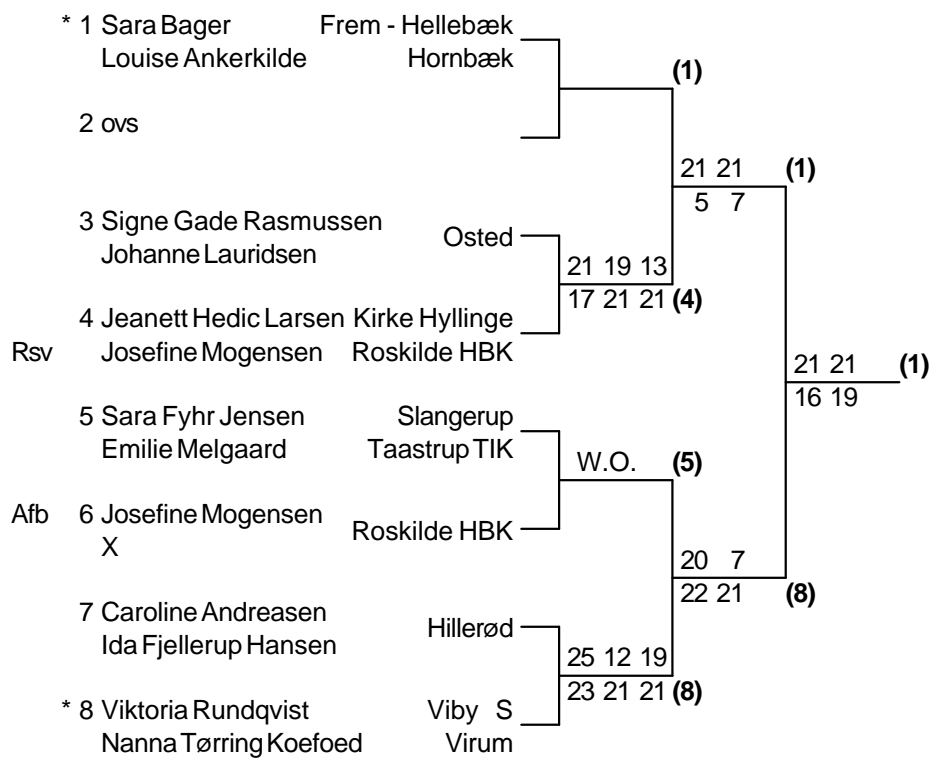 * 1 Sara Bager Frem - Hellebæk
Louise Ankerkilde Hornbæk
(1)
2 ovs
21 21 (1)
5 7
3 Signe Gade Rasmussen
Osted
Johanne Lauridsen
21 19 13
17 21 21 (4)
4 Jeanett Hedic Larsen Kirke Hyllinge
Rsv Josefine Mogensen Roskilde HBK
21 21 (1)
16 19
5 Sara Fyhr Jensen Slangerup
Emilie Melgaard Taastrup TIK
W.O. (5)
Afb 6 Josefine Mogensen
Roskilde HBK
X
20 7
22 21 (8)
7 Caroline Andreasen
Hillerød
Ida Fjellerup Hansen
25 12 19
23 21 21 (8)
* 8 Viktoria Rundqvist Viby S
Nanna Tørring Koefoed Virum